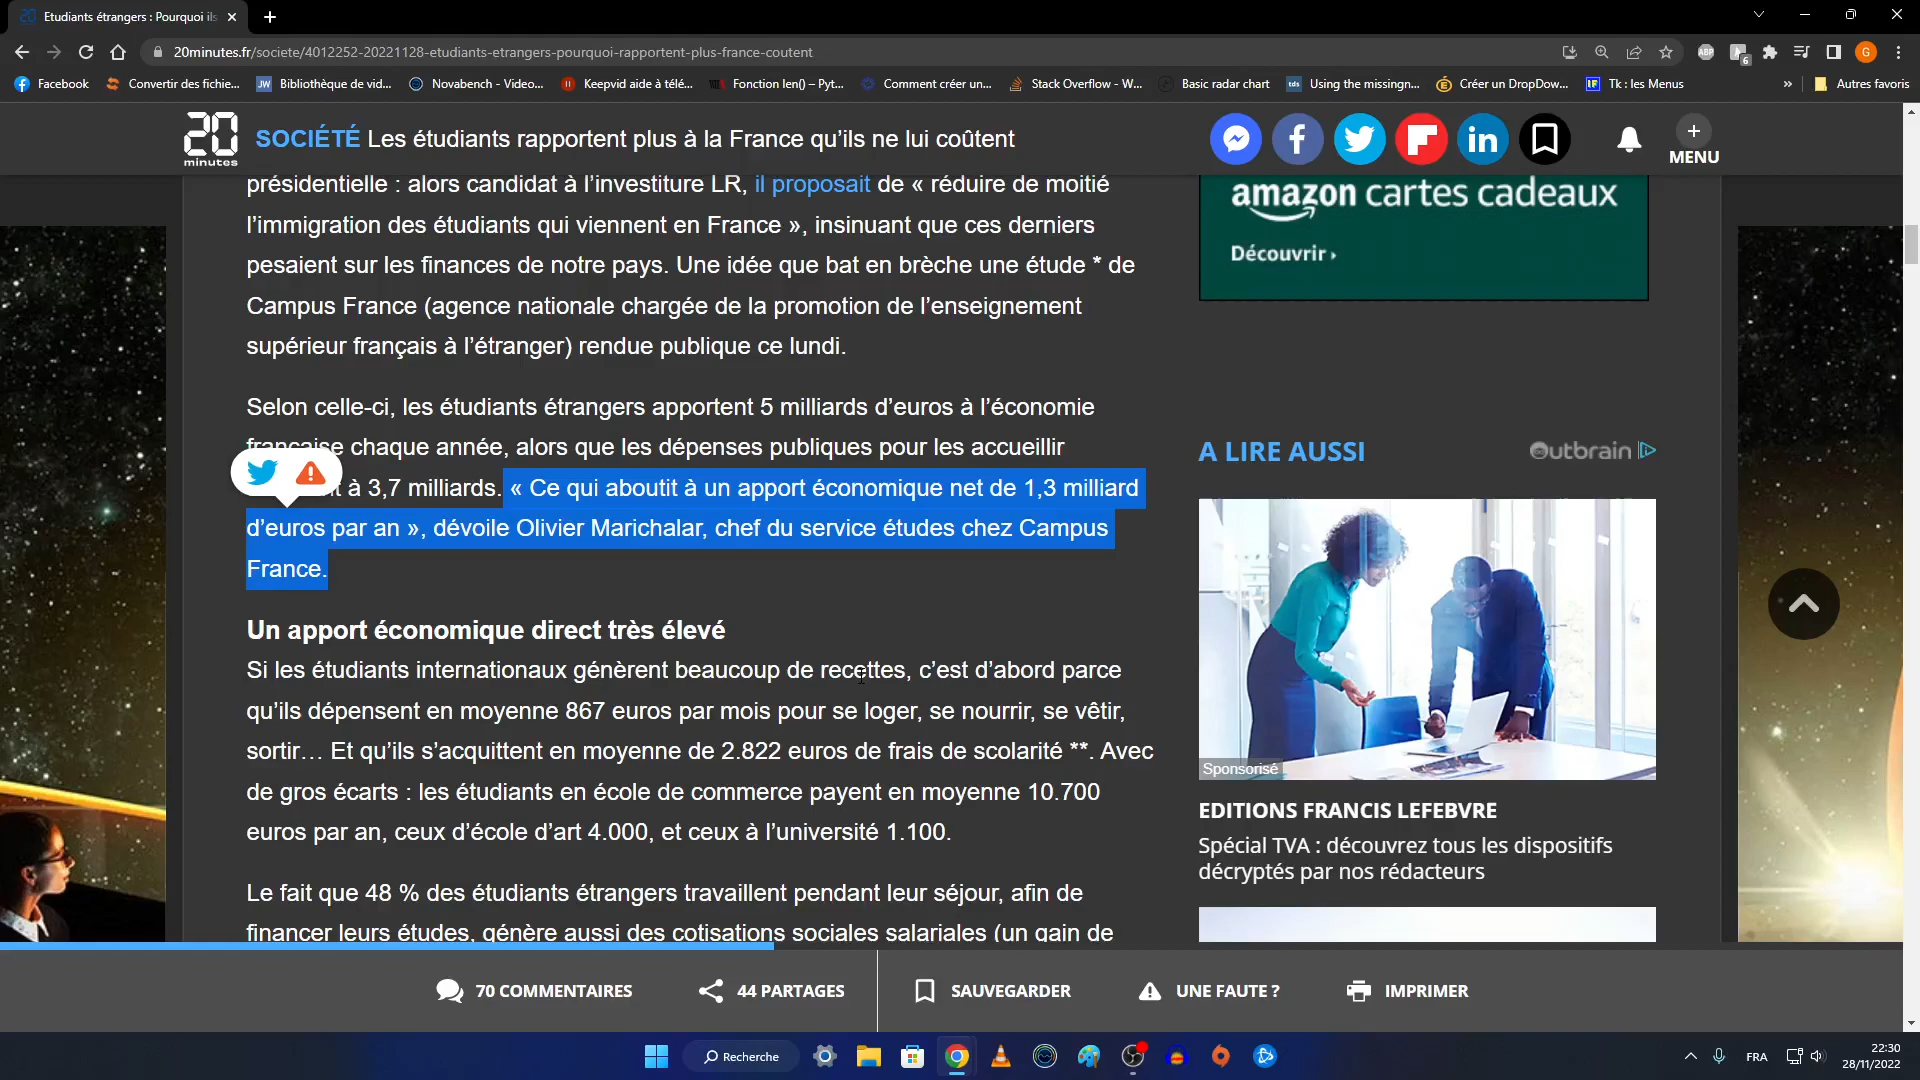 Etudiants étrangers : Pourquoi ils
20minutes.fr/societe/4012252-20221128-etudiants-etrangers-pourquoi-rapportent-plus-france-coutent
ABP
6
G
Facebook
Convertir des fichie...
JW Bibliothèque de vid...
Novabench - Video...
Keepvid aide à télé...
Fonction len() – Pyt...
Comment créer un...
Stack Overflow - W...
Basic radar chart
tds Using the missingn...
Créer un DropDow...
Tk : les Menus
»
Autres favoris
20 minutes
SOCIÉTÉ Les étudiants rapportent plus à la France qu’ils ne lui coûtent
MENU
présidentielle : alors candidat à l’investiture LR, il proposait de « réduire de moitié
l’immigration des étudiants qui viennent en France », insinuant que ces derniers
pesaient sur les finances de notre pays. Une idée que bat en brèche une étude * de
Campus France (agence nationale chargée de la promotion de l’enseignement
supérieur français à l’étranger) rendue publique ce lundi.
Selon celle-ci, les étudiants étrangers apportent 5 milliards d’euros à l’économie
française chaque année, alors que les dépenses publiques pour les accueillir
t à 3,7 milliards. « Ce qui aboutit à un apport économique net de 1,3 milliard
d’euros par an », dévoile Olivier Marichalar, chef du service études chez Campus
France.
Un apport économique direct très élevé
Si les étudiants internationaux génèrent beaucoup de recettes, c’est d’abord parce
qu’ils dépensent en moyenne 867 euros par mois pour se loger, se nourrir, se vêtir,
sortir… Et qu’ils s’acquittent en moyenne de 2.822 euros de frais de scolarité **. Avec
de gros écarts : les étudiants en école de commerce payent en moyenne 10.700
euros par an, ceux d’école d’art 4.000, et ceux à l’université 1.100.
Le fait que 48 % des étudiants étrangers travaillent pendant leur séjour, afin de
financer leurs études, génère aussi des cotisations sociales salariales (un gain de
amazon cartes cadeaux
Découvrir ›
A LIRE AUSSI
Outbrain
Sponsorisé
EDITIONS FRANCIS LEFEBVRE
Spécial TVA : découvrez tous les dispositifs
décryptés par nos rédacteurs
70 COMMENTAIRES
44 PARTAGES
SAUVEGARDER
UNE FAUTE ?
IMPRIMER
Recherche
FRA
22:30
28/11/2022